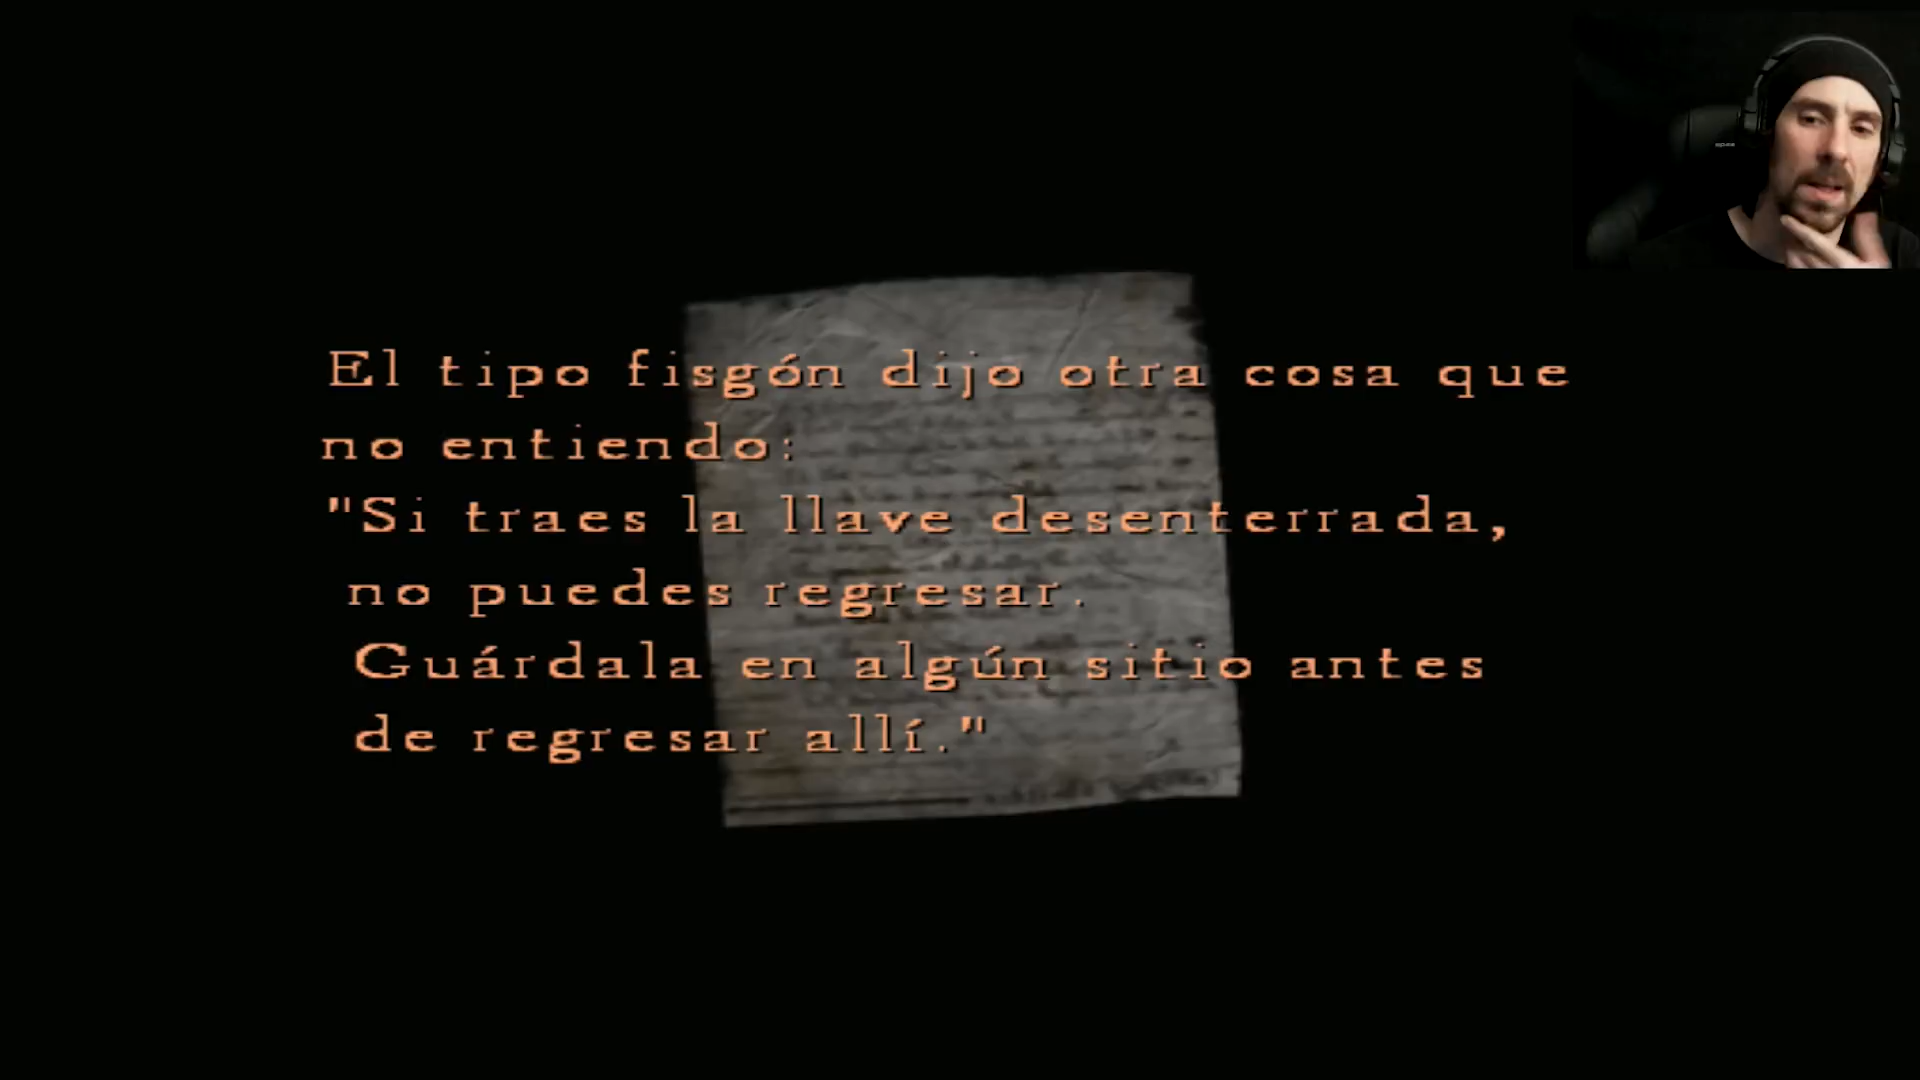 El tipo fisgón dijo otra cosa que
no entiendo:
"Si traes la llave desenterrada,
no puedes regresar.
Guárdala en algún sitio antes
de regresar allí."